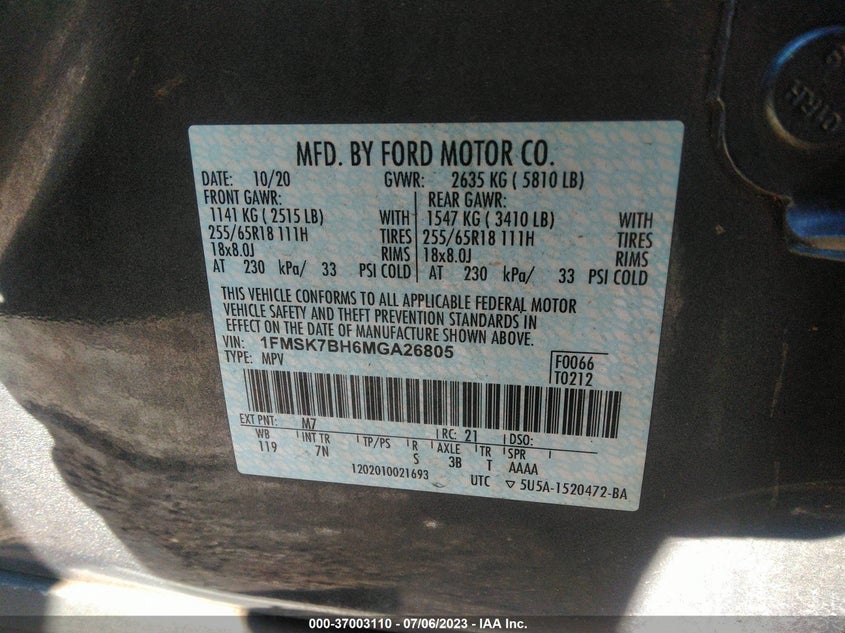 MFD. BY FORD MOTOR CO.
DATE: 10/20 GVWR: 2635 KG ( 5810 LB)
FRONT GAWR: REAR GAWR:
1141 KG ( 2515 LB) WITH 1547 KG ( 3410 LB) WITH
255/65R18 111H TIRES 255/65R18 111H TIRES
18x8.0J RIMS 18x8.0J RIMS
AT 230 kPa/ 33 PSI COLD AT 230 kPa/ 33 PSI COLD
THIS VEHICLE CONFORMS TO ALL APPLICABLE FEDERAL MOTOR
VEHICLE SAFETY AND THEFT PREVENTION STANDARDS IN
EFFECT ON THE DATE OF MANUFACTURE SHOWN ABOVE.
VIN: 1FMSK7BH6MGA26805
TYPE: MPV
F0066
T0212
EXT PNT: M7 RC: 21 DSO:
WB INT TR TP/PS R AXLE TR SPR
119 7N S 3B T AAAA
1202010021693 UTC ▽ 5U5A-1520472-BA
000-37003110 - 07/06/2023 - IAA Inc.